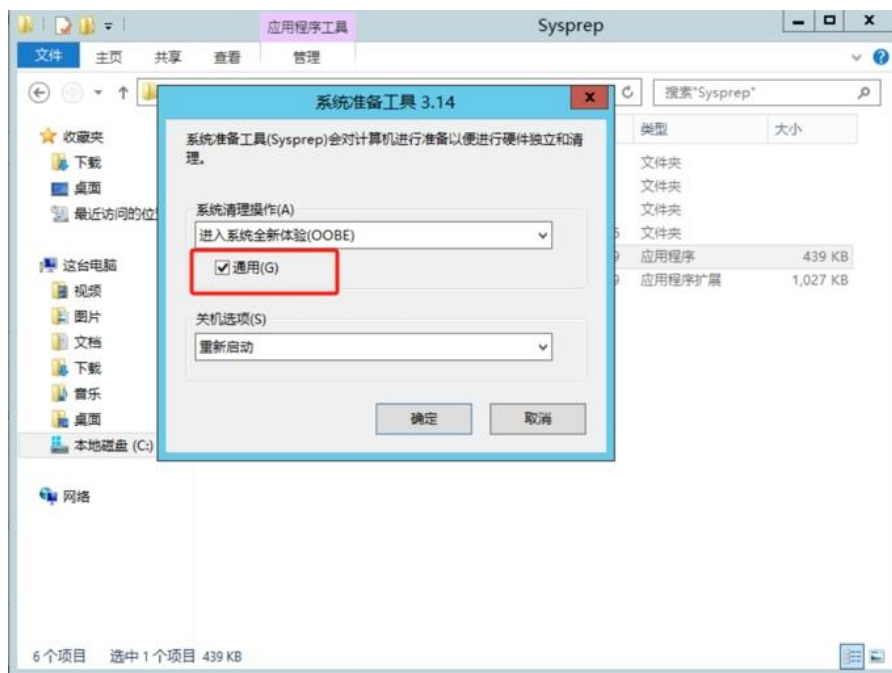 应用程序工具
Sysprep
文件 主页 共享 查看 管理
搜索"Sysprep"
系统准备工具 3.14
系统准备工具(Sysprep)会对计算机进行准备以便进行硬件独立和清
理。
系统清理操作(A)
进入系统全新体验(OOBE)
通用(G)
关机选项(S)
重新启动
确定 取消
收藏夹
下载
桌面
最近访问的位
这台电脑
视频
图片
文档
下载
音乐
桌面
本地磁盘 (C:)
网络
类型 大小
文件夹
文件夹
文件夹
文件夹
应用程序 439 KB
应用程序扩展 1,027 KB
6 个项目 选中 1 个项目 439 KB